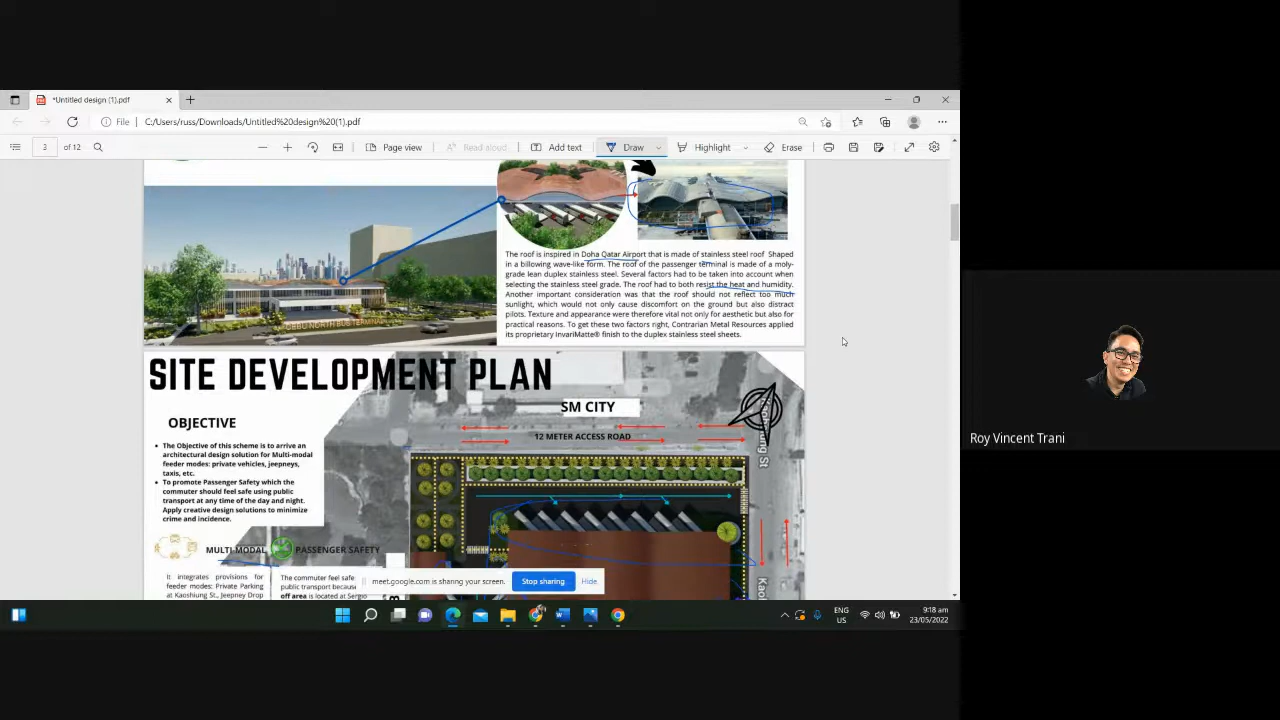 *Untitled design (1).pdf
File
C:/Users/russ/Downloads/Untitled%20design%20(1).pdf
3 of 12
Page view
Read aloud
Add text
Draw
Highlight
Erase
CEBU NORTH BUS TERMINAL
The roof is inspired in Doha Qatar Airport that is made of stainless steel roof Shaped
in a billowing wave-like form. The roof of the passenger terminal is made of a moly-
grade lean duplex stainless steel. Several factors had to be taken into account when
selecting the stainless steel grade. The roof had to both resist the heat and humidity.
Another important consideration was that the roof should not reflect too much
sunlight, which would not only cause discomfort on the ground but also distract
pilots. Texture and appearance were therefore vital not only for aesthetic but also for
practical reasons. To get these two factors right, Contrarian Metal Resources applied
its proprietary InvariMatte® finish to the duplex stainless steel sheets.
SITE DEVELOPMENT PLAN
SM CITY
OBJECTIVE
12 METER ACCESS ROAD
Kaoshiung St
The Objective of this scheme is to arrive an
architectural design solution for Multi-modal
feeder modes: private vehicles, jeepneys,
taxis, etc.
To promote Passenger Safety which the
commuter should feel safe using public
transport at any time of the day and night.
Apply creative design solutions to minimize
crime and incidence.
MULTI MODAL
PASSENGER SAFETY
It integrates provisions for
feeder modes: Private Parking
at Kaoshiung St., Jeepney Drop
The commuter feel safe
public transport becaus
off area is located at Sergio
meet.google.com is sharing your screen.
Stop sharing
Hide
ENG
US
9:18 am
23/05/2022
Roy Vincent Trani